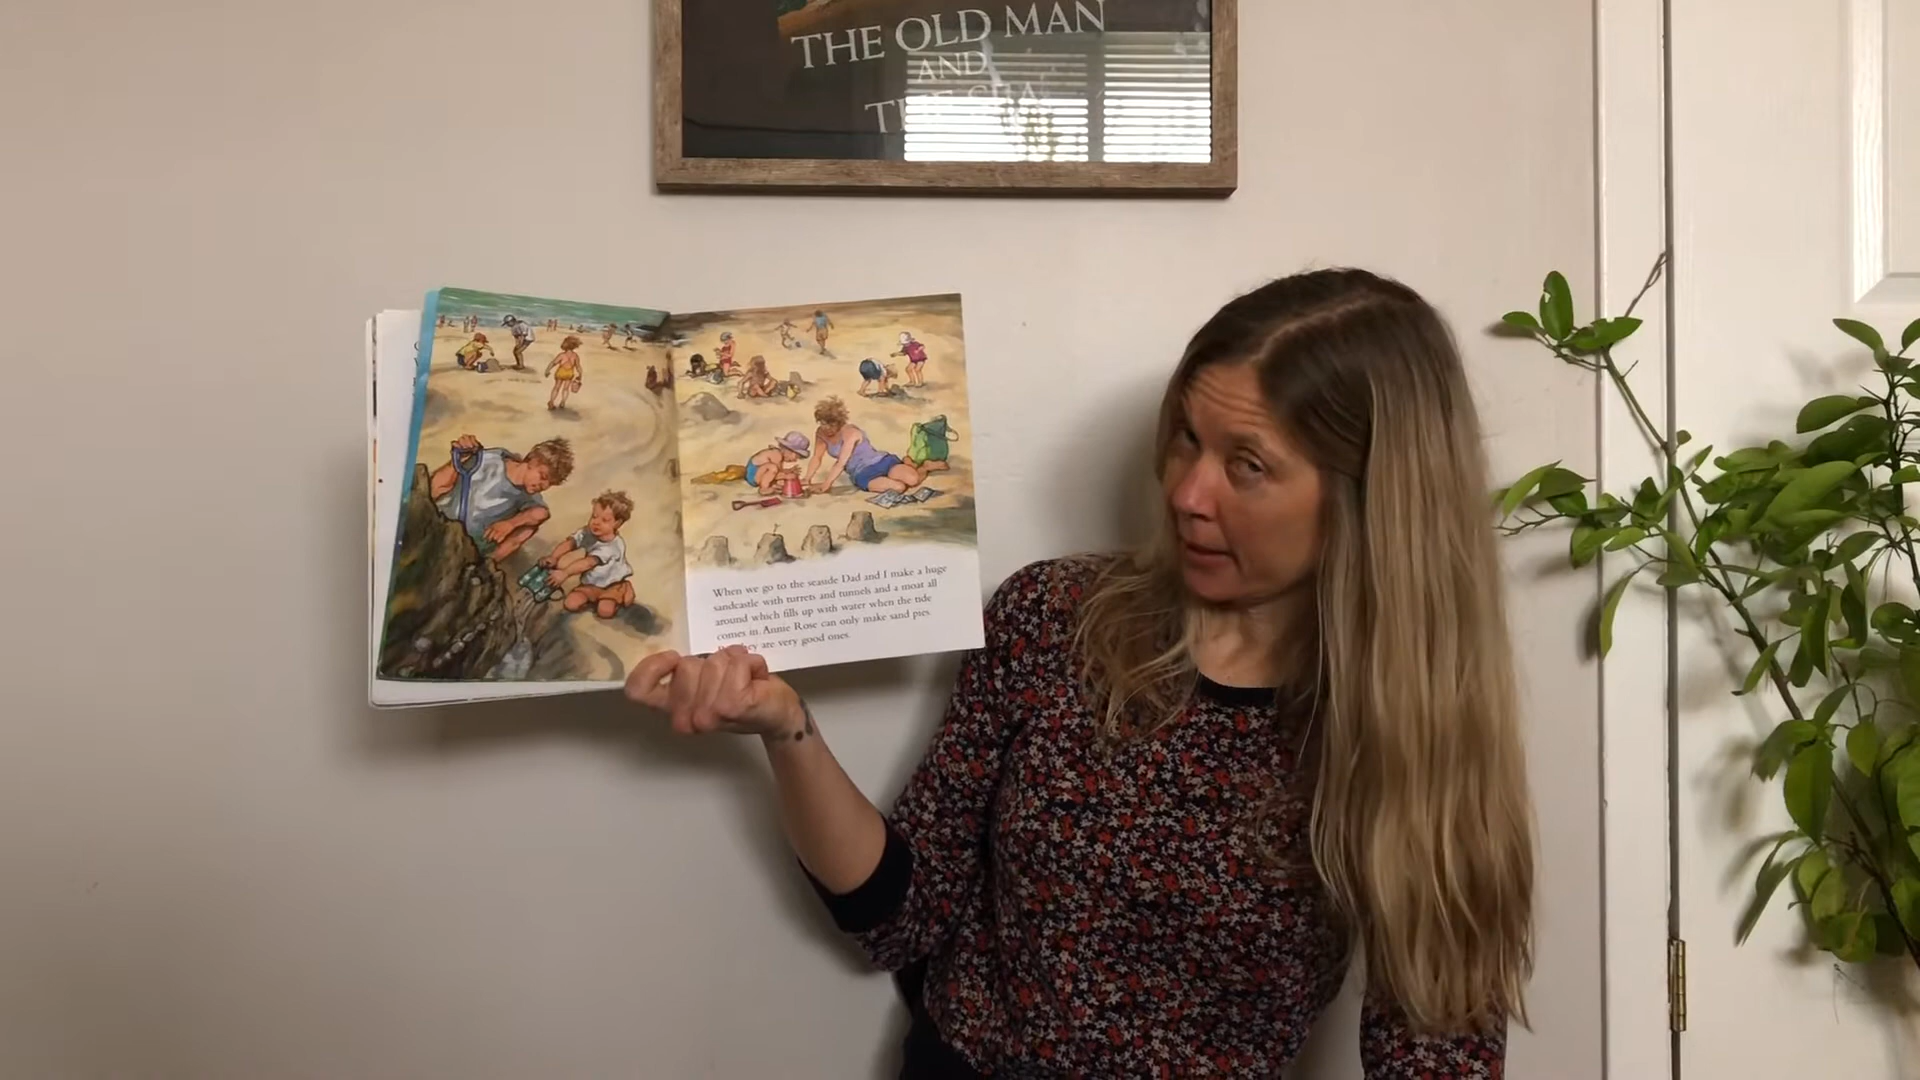 THE OLD MAN
AND
THE SEA
When we go to the seaside Dad and I make a huge
sandcastle with turrets and tunnels and a moat all
around which fills up with water when the tide
comes in. Annie Rose can only make sand pies.
are very good ones.